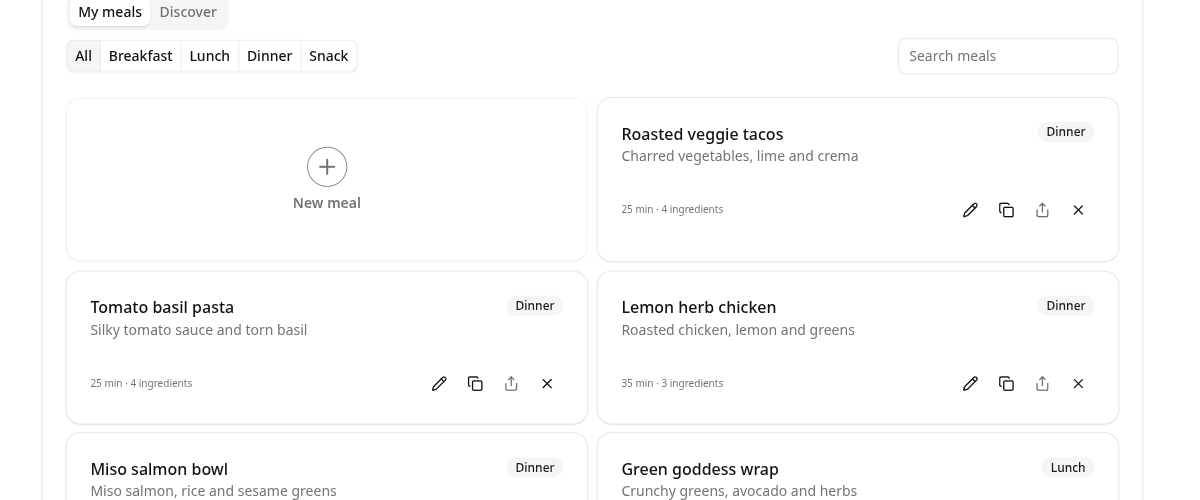 My meals Discover
All Breakfast Lunch Dinner Snack
Search meals
New meal
Roasted veggie tacos
Dinner
Charred vegetables, lime and crema
25 min · 4 ingredients
Tomato basil pasta
Dinner
Silky tomato sauce and torn basil
25 min · 4 ingredients
Lemon herb chicken
Dinner
Roasted chicken, lemon and greens
35 min · 3 ingredients
Miso salmon bowl
Dinner
Miso salmon, rice and sesame greens
Green goddess wrap
Lunch
Crunchy greens, avocado and herbs